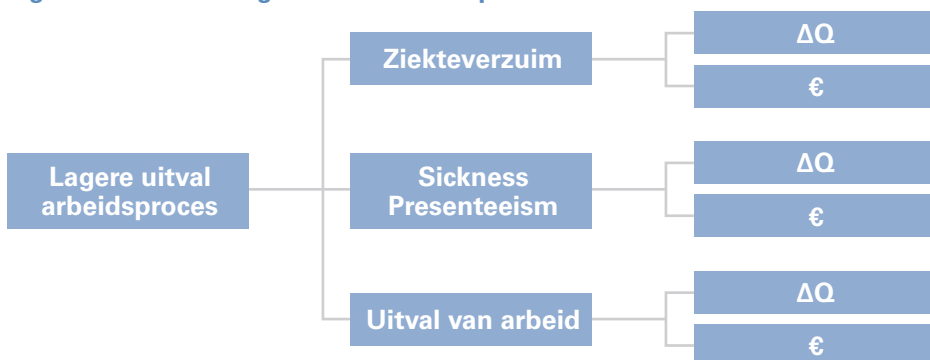 Ziekteverzuim
ΔQ
€
Lagere uitval
arbeidsproces
Sickness
Presenteeism
ΔQ
€
Uitval van arbeid
ΔQ
€